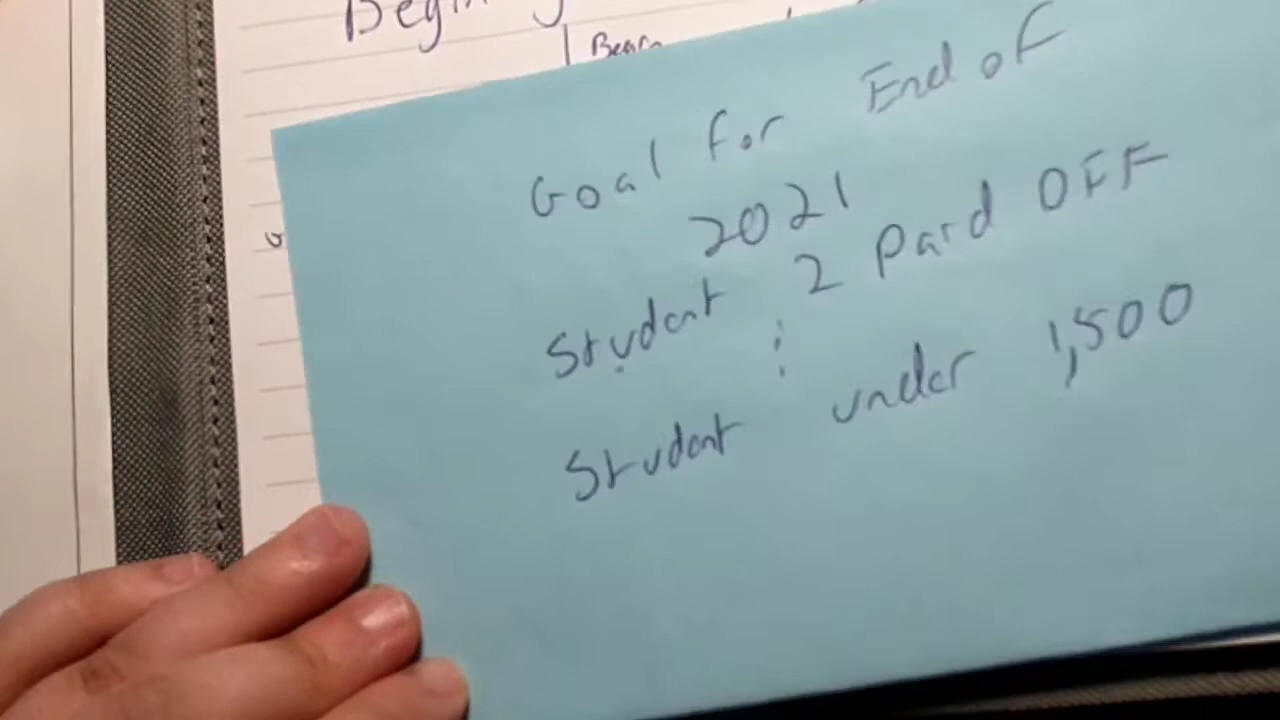 Goal for End of
2021
Student 2 Paid OFF
:
Student under 1,500